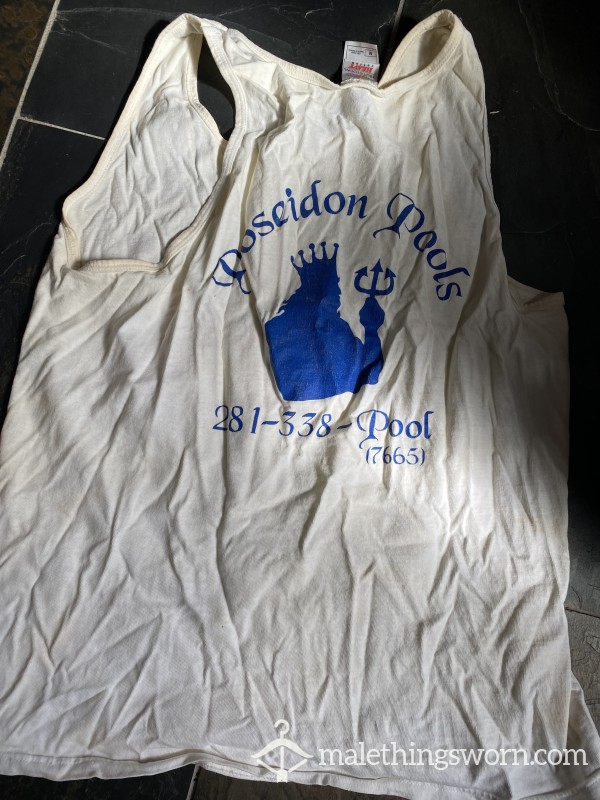 Poseidon Pools
281-338-Pool
(7665)
malethingsworn.com